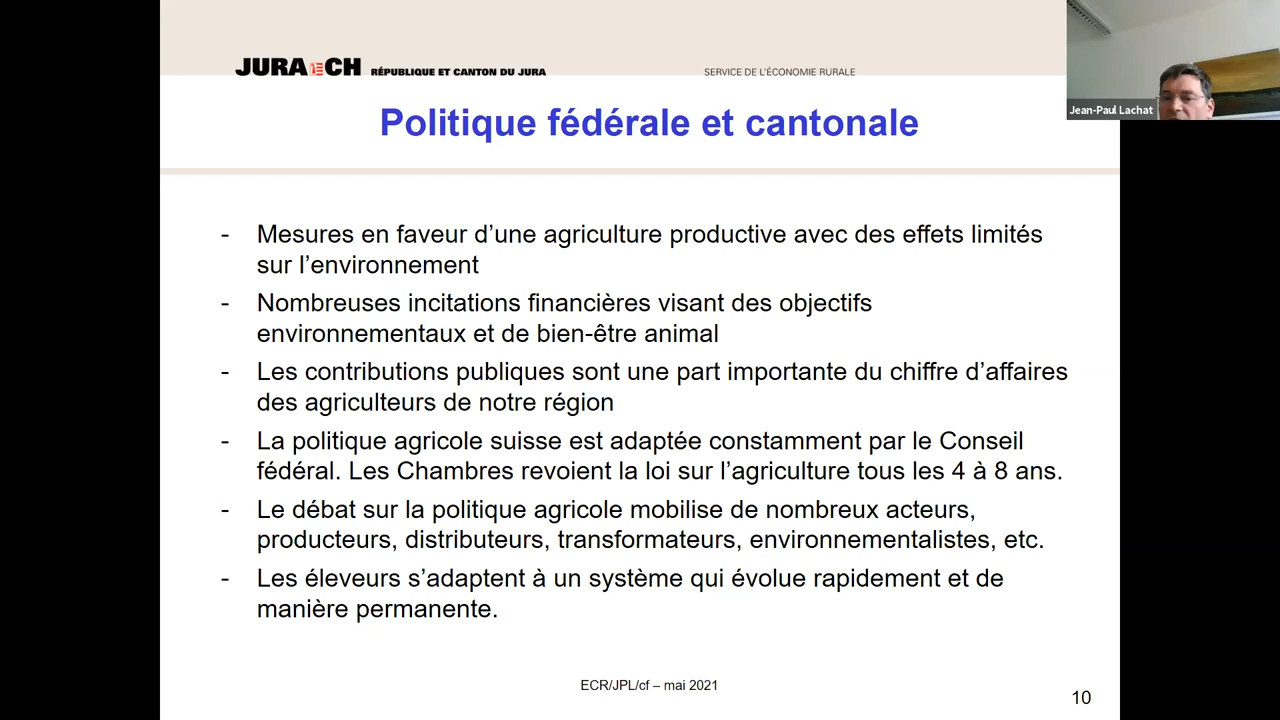 JURA CH RÉPUBLIQUE ET CANTON DU JURA
SERVICE DE L'ÉCONOMIE RURALE
Jean-Paul Lachat
Politique fédérale et cantonale
- Mesures en faveur d’une agriculture productive avec des effets limités
sur l’environnement
- Nombreuses incitations financières visant des objectifs
environnementaux et de bien-être animal
- Les contributions publiques sont une part importante du chiffre d’affaires
des agriculteurs de notre région
- La politique agricole suisse est adaptée constamment par le Conseil
fédéral. Les Chambres revoient la loi sur l’agriculture tous les 4 à 8 ans.
- Le débat sur la politique agricole mobilise de nombreux acteurs,
producteurs, distributeurs, transformateurs, environnementalistes, etc.
- Les éleveurs s’adaptent à un système qui évolue rapidement et de
manière permanente.
ECR/JPL/cf – mai 2021
10